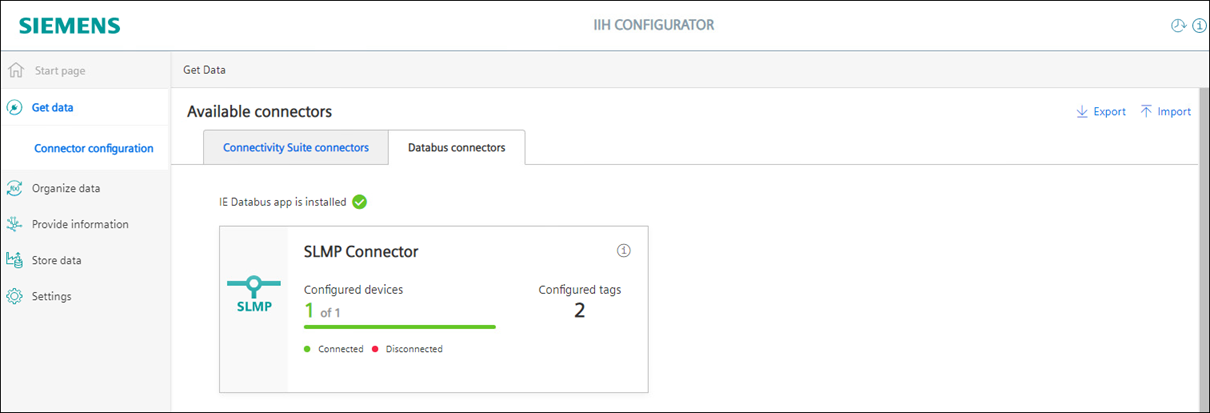 SIEMENS
IIH CONFIGURATOR
Start page
Get data
Connector configuration
Organize data
Provide information
Store data
Settings
Get Data
Available connectors
Export Import
Connectivity Suite connectors Databus connectors
IE Databus app is installed
SLMP
SLMP Connector
Configured devices Configured tags
1 of 1 2
Connected Disconnected